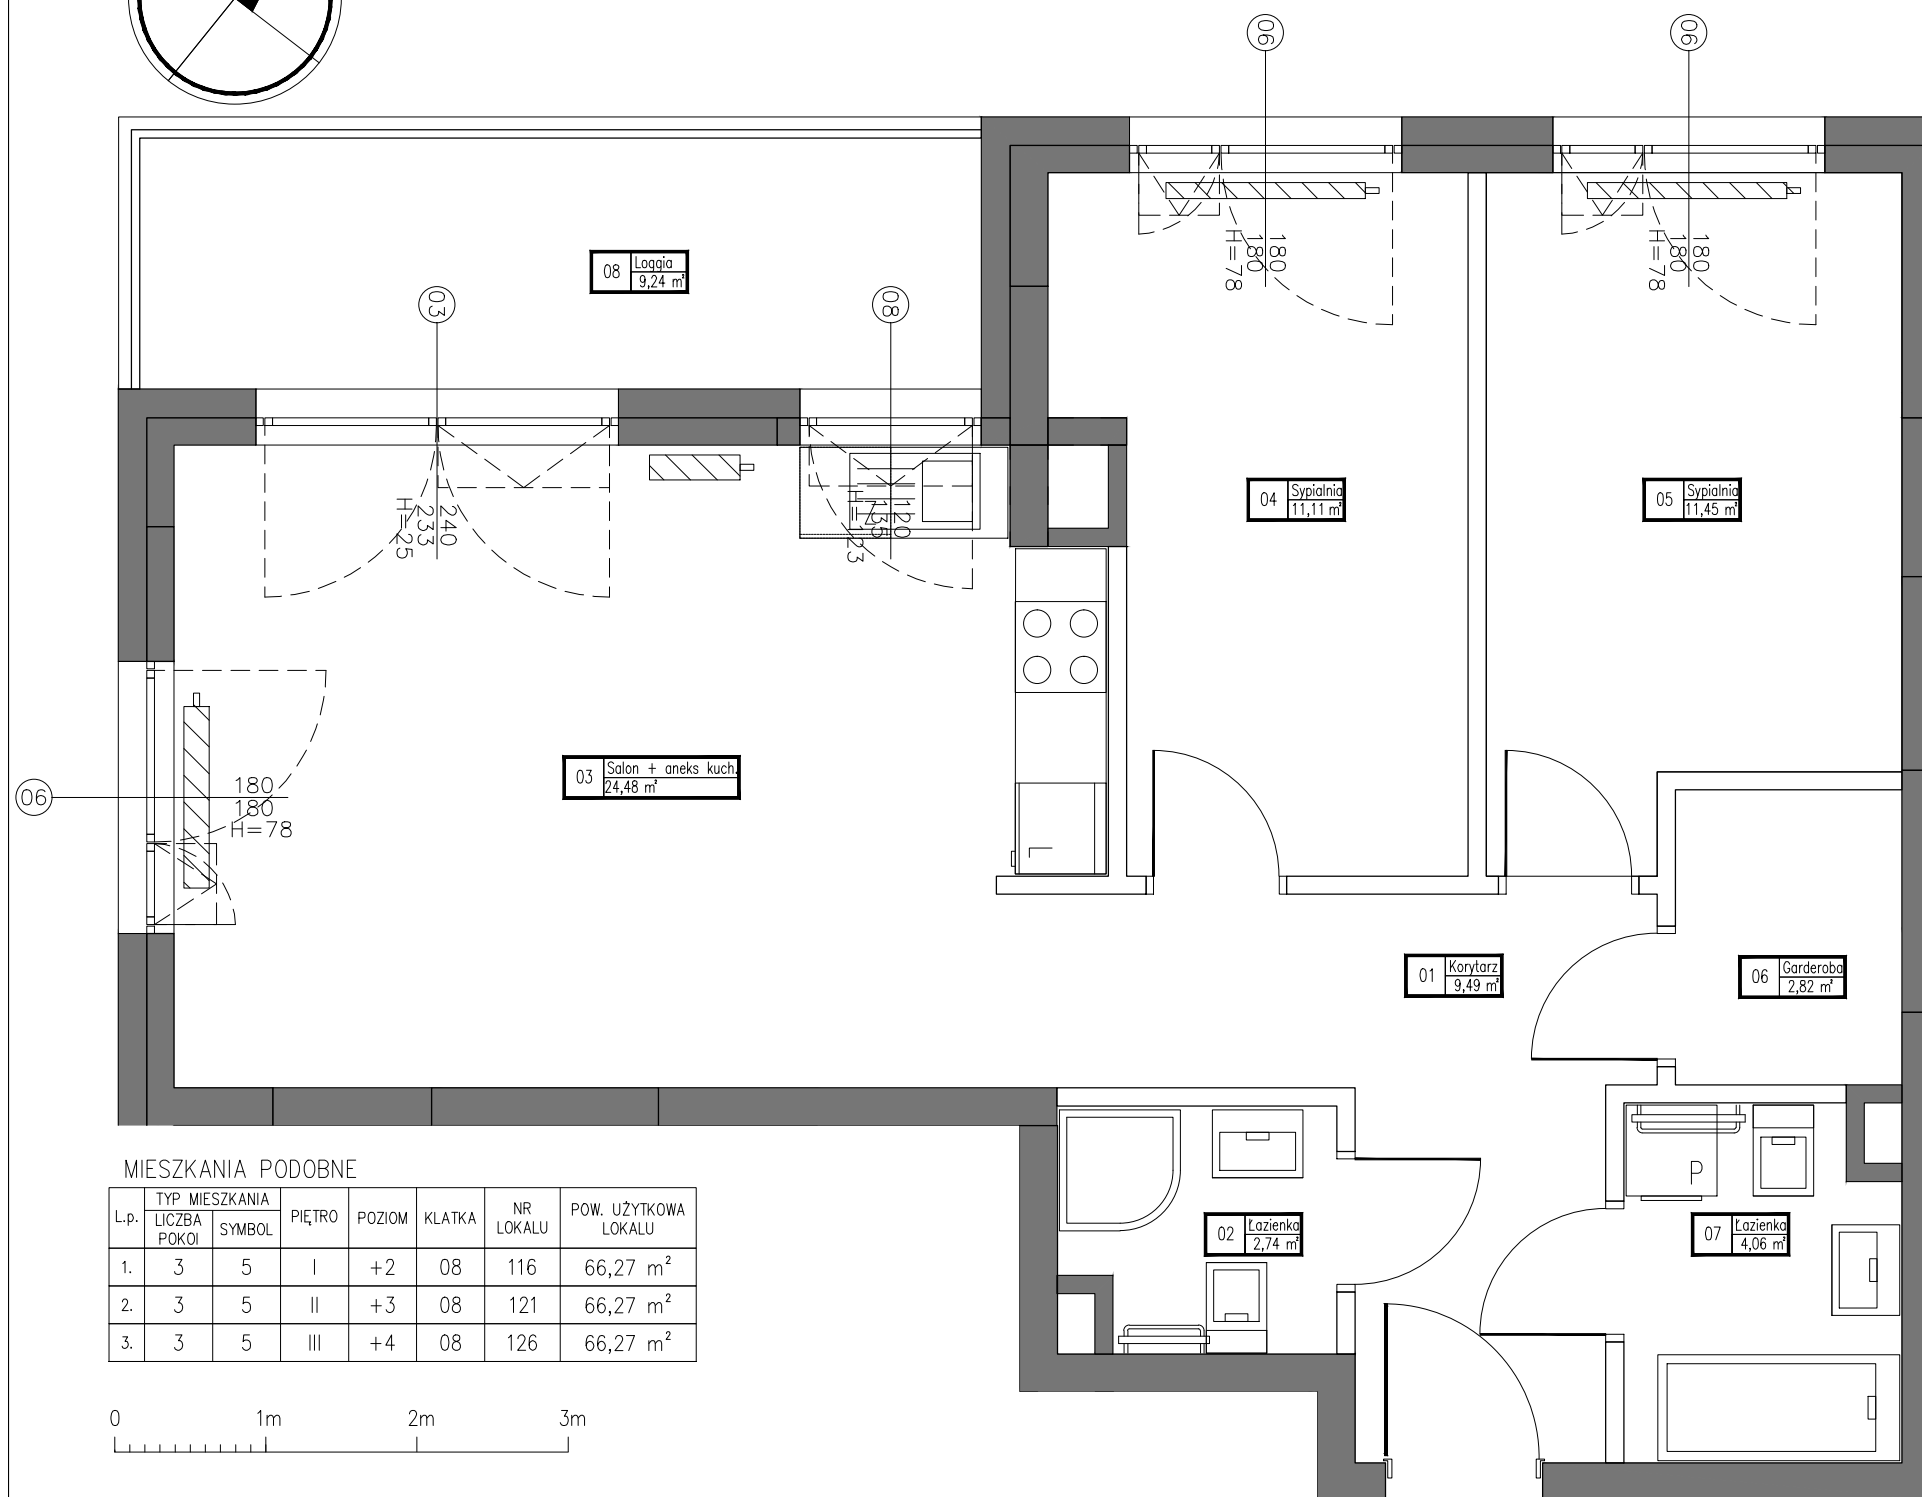 06
06
08 Loggia
9,24 m²
180
180
H=78
180
180
H=78
03
08
240
233
H=25
120
135
H=123
Z
04 Sypialnia
11,11 m²
05 Sypialnia
11,45 m²
03 Salon + aneks kuch.
24,48 m²
06
180
180
H=78
L
01 Korytarz
9,49 m²
06 Garderoba
2,82 m²
P
02 Łazienka
2,74 m²
07 Łazienka
4,06 m²
MIESZKANIA PODOBNE
L.p. TYP MIESZKANIA PIĘTRO POZIOM KLATKA NR LOKALU POW. UŻYTKOWA LOKALU
LICZBA POKOI SYMBOL
1. 3 5 I +2 08 116 66,27 m²
2. 3 5 II +3 08 121 66,27 m²
3. 3 5 III +4 08 126 66,27 m²
0 1m 2m 3m